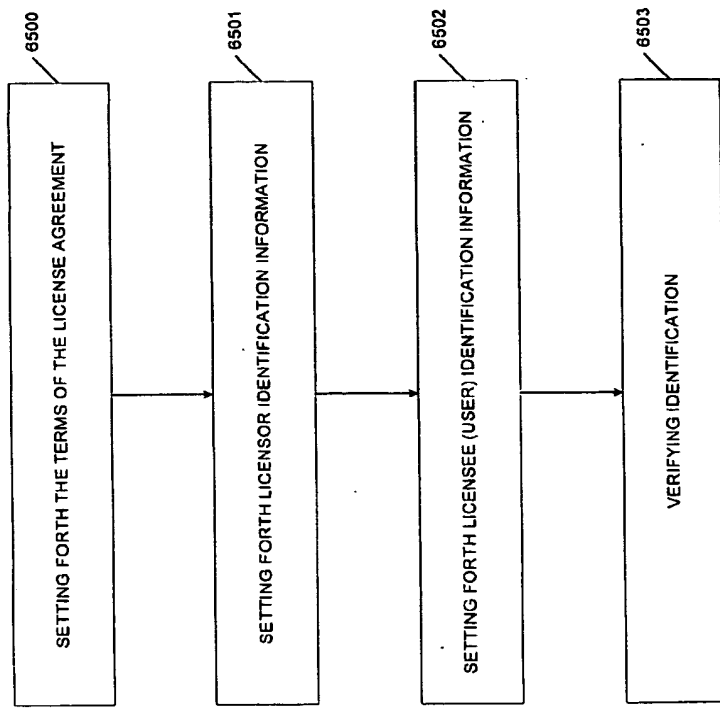 6500
SETTING FORTH THE TERMS OF THE LICENSE AGREEMENT
6501
SETTING FORTH LICENSOR IDENTIFICATION INFORMATION
6502
SETTING FORTH LICENSEE (USER) IDENTIFICATION INFORMATION
6503
VERIFYING IDENTIFICATION